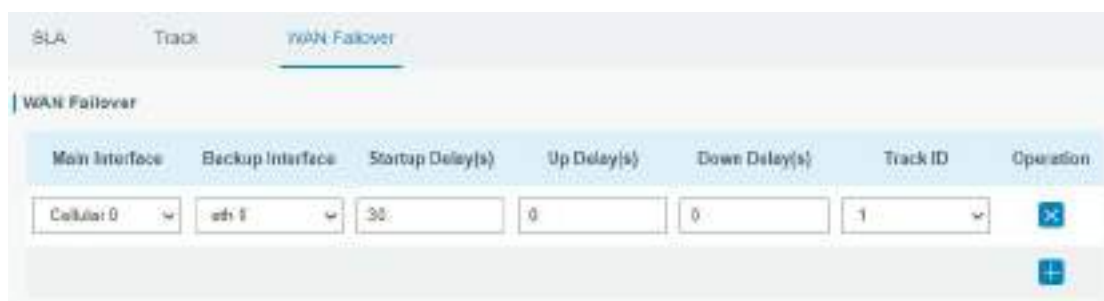 SLA Track WAN Failover
WAN Failover
Main Interface Backup Interface Startup Delay(s) Up Delay(s) Down Delay(s) Track ID Operation
Cellular 0 eth 0 30 0 0 1